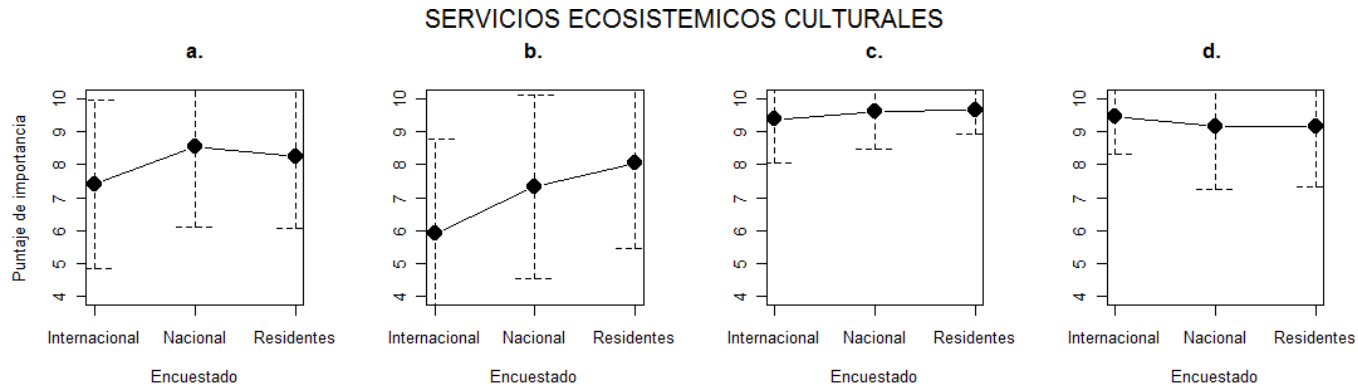 SERVICIOS ECOSISTEMICOS CULTURALES
a.
b.
c.
d.
Puntaje de importancia
10
9
8
7
6
5
4
10
9
8
7
6
5
4
10
9
8
7
6
5
4
10
9
8
7
6
5
4
Internacional Nacional Residentes
Internacional Nacional Residentes
Internacional Nacional Residentes
Internacional Nacional Residentes
Encuestado
Encuestado
Encuestado
Encuestado